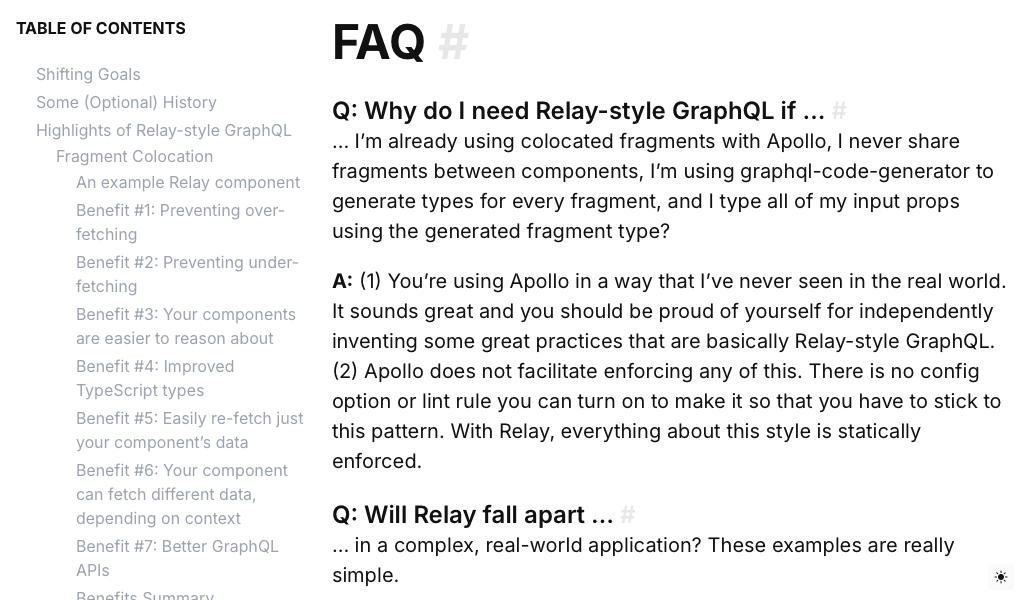 TABLE OF CONTENTS
Shifting Goals
Some (Optional) History
Highlights of Relay-style GraphQL
Fragment Colocation
An example Relay component
Benefit #1: Preventing over-
fetching
Benefit #2: Preventing under-
fetching
Benefit #3: Your components
are easier to reason about
Benefit #4: Improved
TypeScript types
Benefit #5: Easily re-fetch just
your component’s data
Benefit #6: Your component
can fetch different data,
depending on context
Benefit #7: Better GraphQL
APIs
Benefits Summary
FAQ #
Q: Why do I need Relay-style GraphQL if … #
… I’m already using colocated fragments with Apollo, I never share
fragments between components, I’m using graphql-code-generator to
generate types for every fragment, and I type all of my input props
using the generated fragment type?
A: (1) You’re using Apollo in a way that I’ve never seen in the real world.
It sounds great and you should be proud of yourself for independently
inventing some great practices that are basically Relay-style GraphQL.
(2) Apollo does not facilitate enforcing any of this. There is no config
option or lint rule you can turn on to make it so that you have to stick to
this pattern. With Relay, everything about this style is statically
enforced.
Q: Will Relay fall apart … #
… in a complex, real-world application? These examples are really
simple.